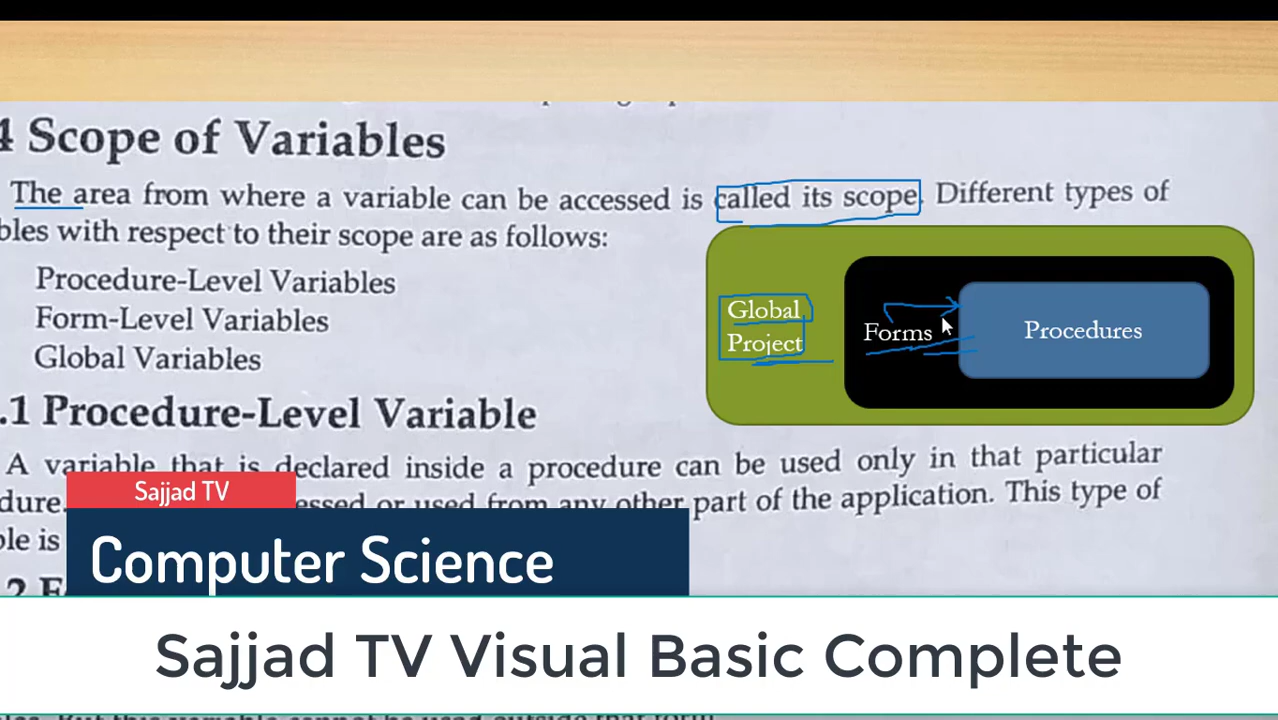 4 Scope of Variables
The area from where a variable can be accessed is called its scope. Different types of
bles with respect to their scope are as follows:
Procedure-Level Variables
Form-Level Variables
Global Variables
Global
Project
Forms
Procedures
.1 Procedure-Level Variable
A variable that is declared inside a procedure can be used only in that particular
dure. essed or used from any other part of the application. This type of
ble is
Sajjad TV
Computer Science
Sajjad TV Visual Basic Complete